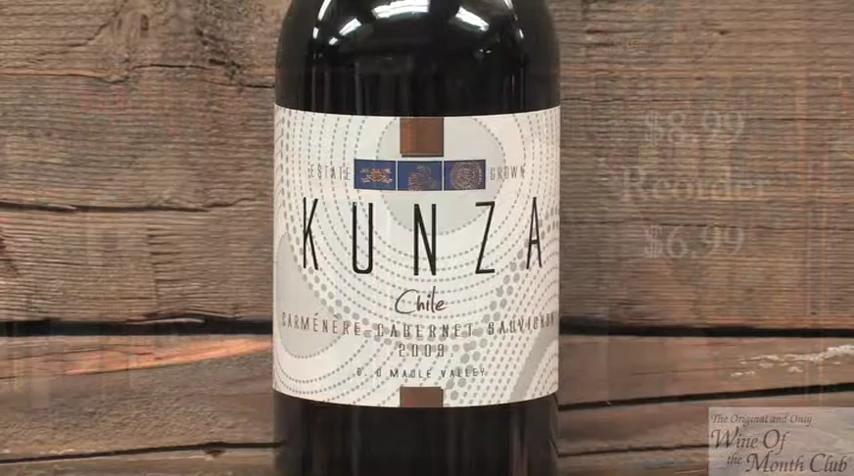 ESTATE GROWN
KUNZA
Chile
CARMÉNÈRE-CABERNET SAUVIGNON
2009
D.O MAULE VALLEY
$8.99
Reorder
$6.99
The Original and Only
Wine Of
the Month Club